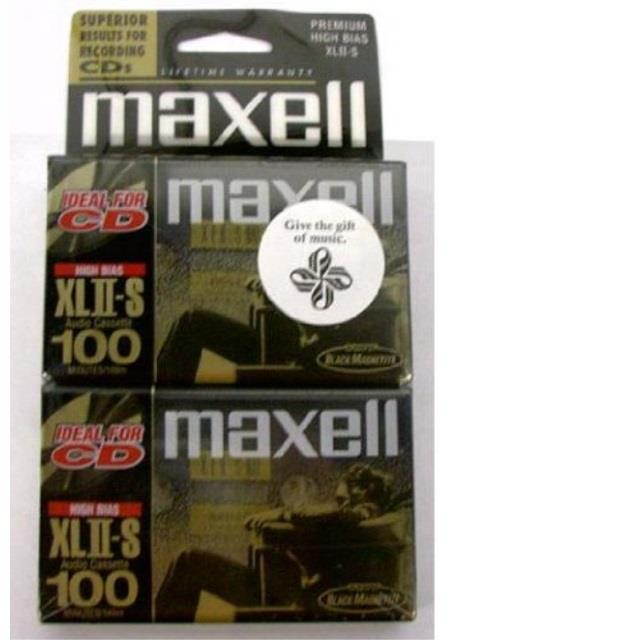 SUPERIOR
RESULTS FOR
RECORDING
CDs
PREMIUM
HIGH BIAS
XLII-S
LIFETIME WARRANTY
maxell
IDEAL FOR
CD
maxell
Give the gift
of music.
HIGH BIAS
XLII-S
Audio Cassette
100
BLACK MAGNETITE
IDEAL FOR
CD
maxell
HIGH BIAS
XLII-S
Audio Cassette
100
BLACK MAGNETITE